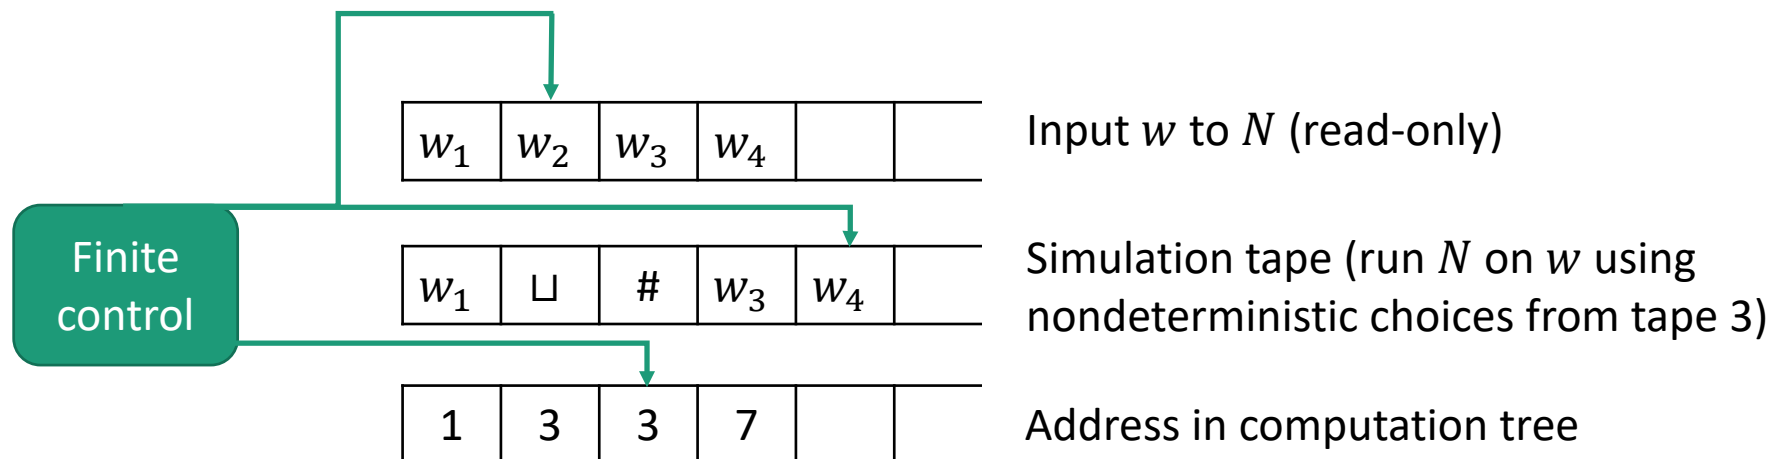 w₁ w₂ w₃ w₄
Input w to N (read-only)
Finite
control
w₁ ⊔ # w₃ w₄
Simulation tape (run N on w using
nondeterministic choices from tape 3)
1 3 3 7
Address in computation tree